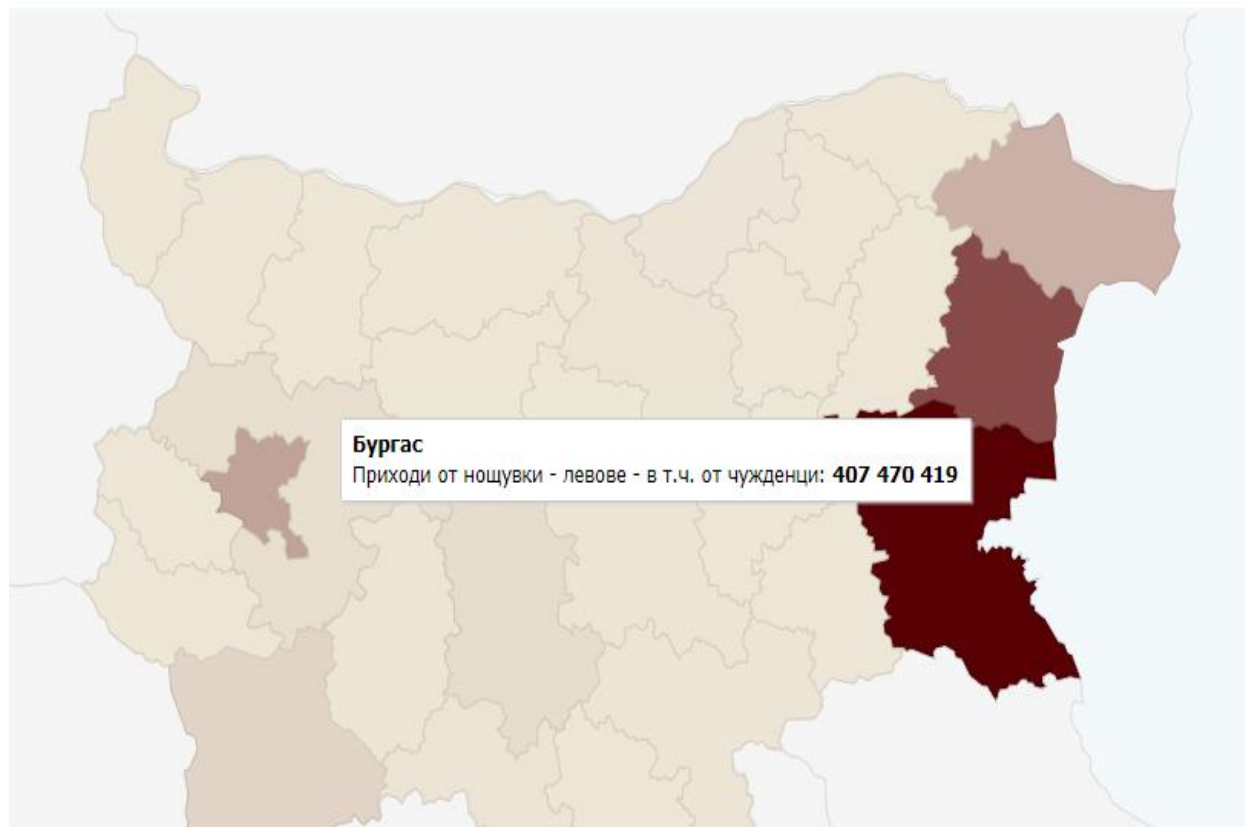 Бургас
Приходи от нощувки - левове - в т.ч. от чужденци: 407 470 419